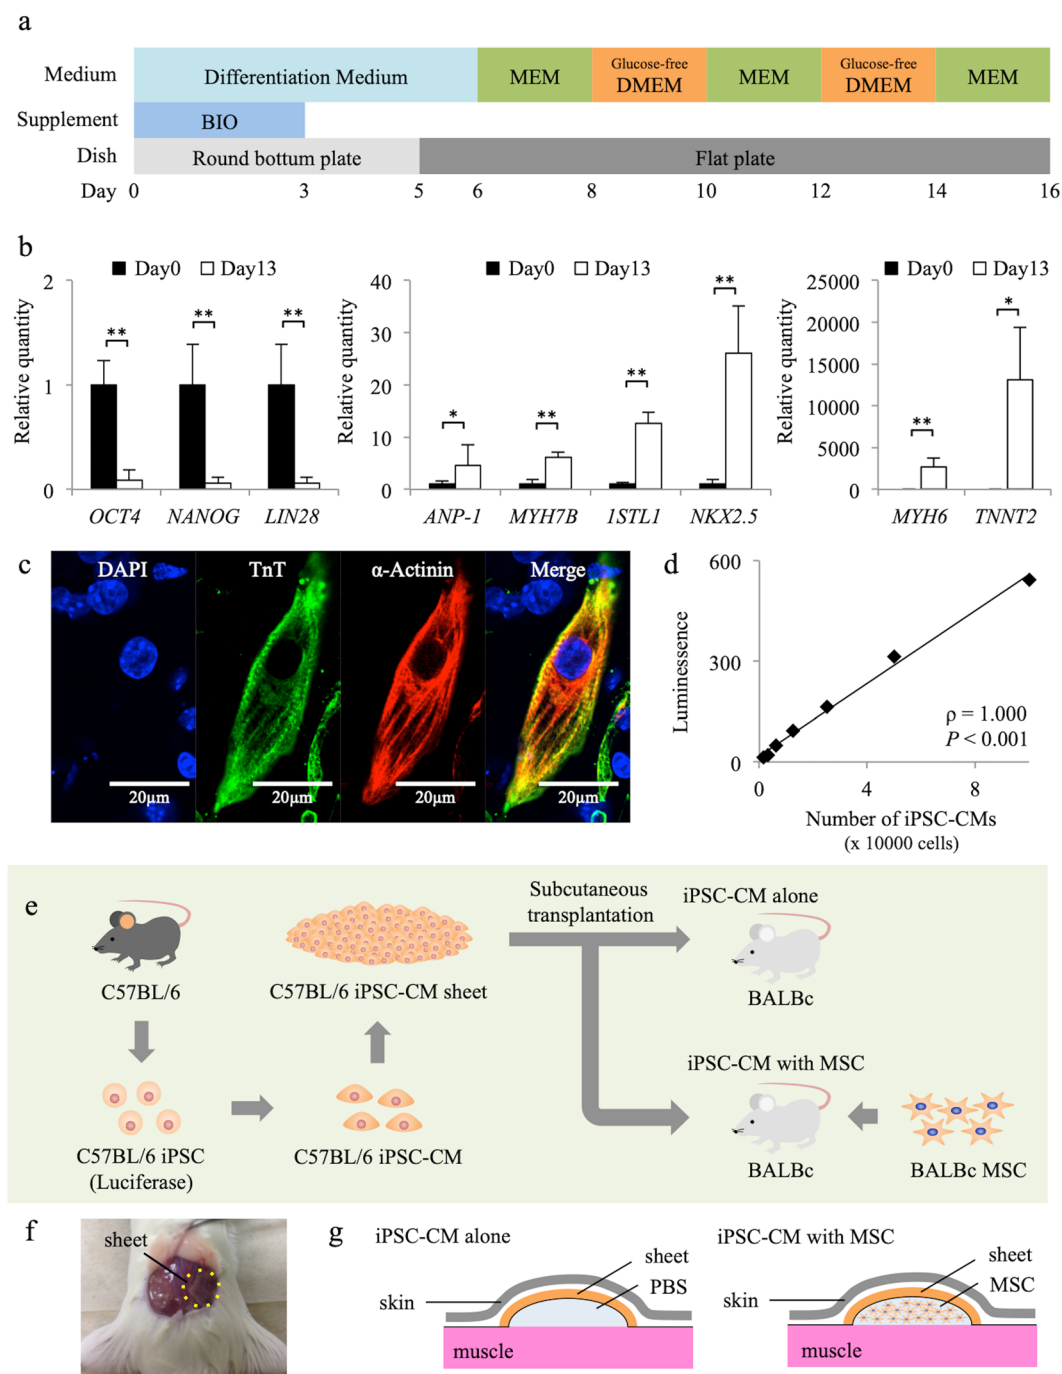 a
Medium
Differentiation Medium
MEM
Glucose-free
DMEM
MEM
Glucose-free
DMEM
MEM
Supplement
BIO
Dish
Round bottum plate
Flat plate
Day 0 3 5 6 8 10 12 14 16
b
Day0 Day13
Relative quantity
2
1
0
** ** **
OCT4 NANOG LIN28
Day0 Day13
Relative quantity
40
30
20
10
0
* ** ** **
ANP-1 MYH7B ISTL1 NKX2.5
Day0 Day13
Relative quantity
25000
20000
15000
10000
5000
0
** *
MYH6 TNNT2
c
DAPI TnT α-Actinin Merge
20μm 20μm 20μm 20μm
d
Luminessence
600
300
0
ρ = 1.000
P < 0.001
0 4 8
Number of iPSC-CMs
(x 10000 cells)
e
C57BL/6
C57BL/6 iPSC
(Luciferase)
C57BL/6 iPSC-CM
C57BL/6 iPSC-CM sheet
Subcutaneous
transplantation
iPSC-CM alone
BALBc
iPSC-CM with MSC
BALBc
BALBc MSC
f
sheet
g
iPSC-CM alone
sheet
PBS
skin
muscle
iPSC-CM with MSC
sheet
MSC
skin
muscle